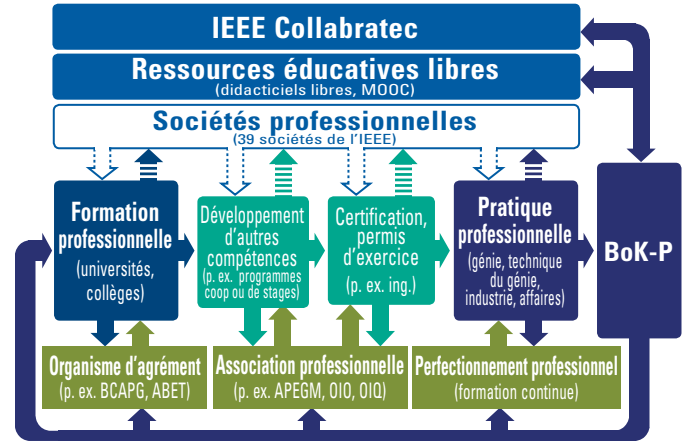 IEEE Collabratec
Ressources éducatives libres
(didacticiels libres, MOOC)
Sociétés professionnelles
(39 sociétés de l'IEEE)
Formation
professionnelle
(universités,
collèges)
Développement
d'autres
compétences
(p. ex. programmes
coop ou de stages)
Certification,
permis
d'exercice
(p. ex. ing.)
Pratique
professionnelle
(génie, technique
du génie,
industrie, affaires)
BoK-P
Organisme d'agrément
(p. ex. BCAPG, ABET)
Association professionnelle
(p. ex. APEGM, OIO, OIQ)
Perfectionnement professionnel
(formation continue)